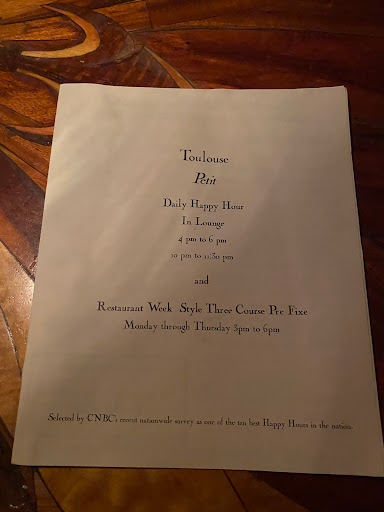 Toulouse
Petit
Daily Happy Hour
In Lounge
4 pm to 6 pm
10 pm to 11:30 pm
and
Restaurant Week Style Three Course Pre Fixe
Monday through Thursday 3pm to 6pm
Selected by CNBC's recent nationwide survey as one of the ten best Happy Hours in the nation.